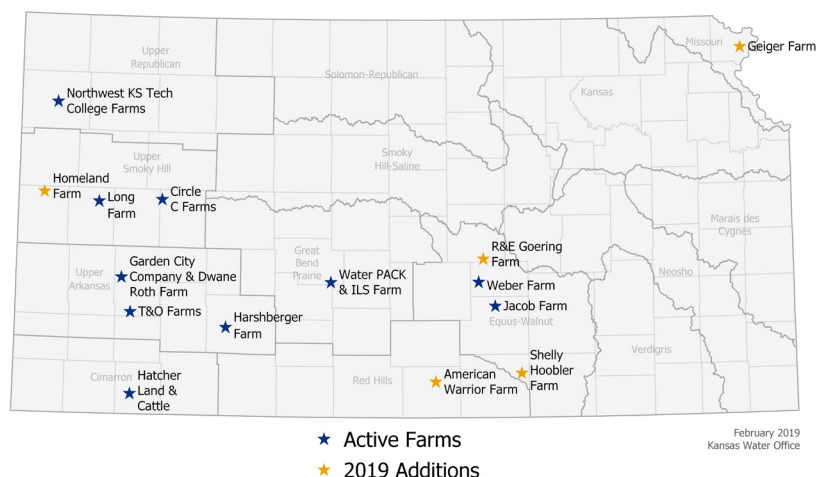 Missouri
Geiger Farm
Upper
Republican
Solomon-Republican
Kansas
Northwest KS Tech
College Farms
Upper
Smoky Hill
Smoky
Hill-Saline
Homeland
Farm
Long
Farm
Circle
C Farms
Marais des
Cygnes
R&E Goering
Farm
Great
Bend
Prairie
Garden City
Company & Dwane
Roth Farm
Upper
Arkansas
Water PACK
& ILS Farm
Weber Farm
Neosho
T&O Farms
Jacob Farm
Harshberger
Farm
Equus-Walnut
Verdigris
Shelly
Hoobler
Farm
Cimarron
Hatcher
Land &
Cattle
Red Hills
American
Warrior Farm
February 2019
Kansas Water Office
Active Farms
2019 Additions